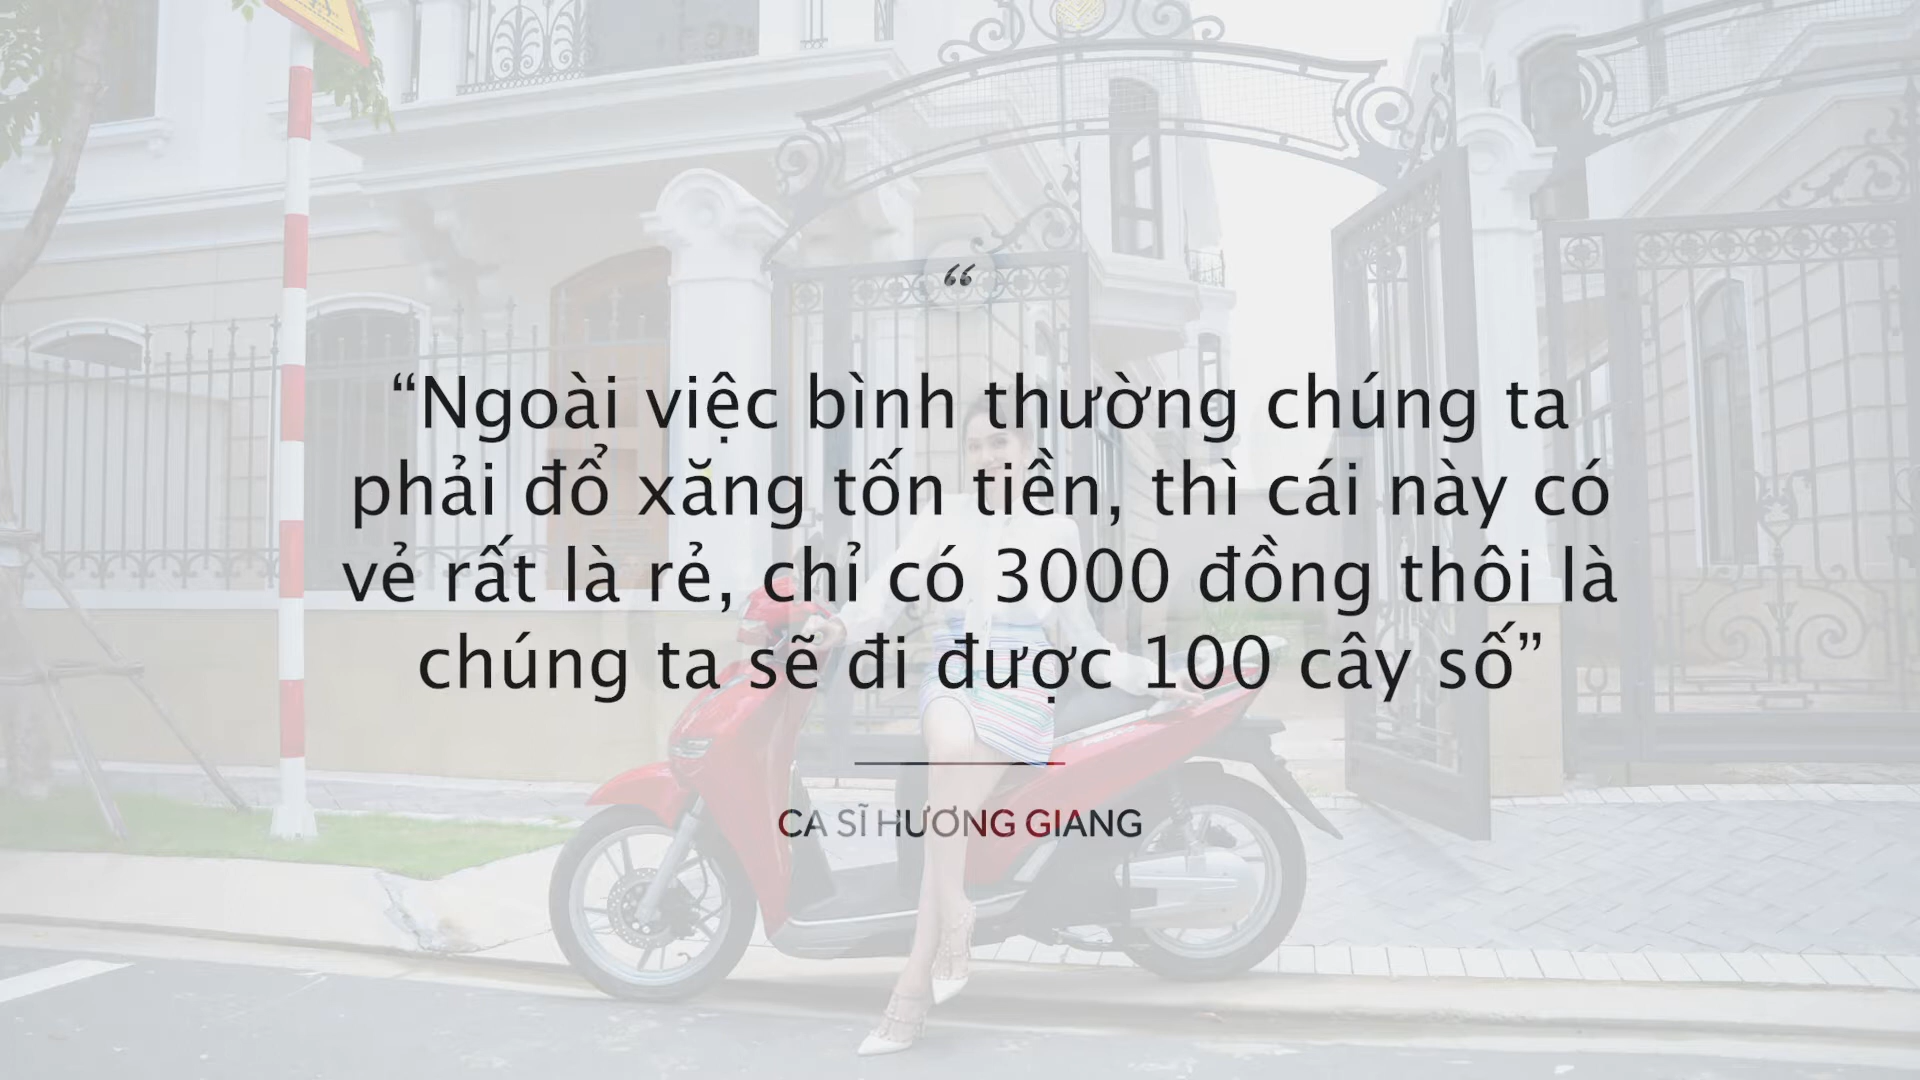 “
“Ngoài việc bình thường chúng ta
phải đổ xăng tốn tiền, thì cái này có
vẻ rất là rẻ, chỉ có 3000 đồng thôi là
chúng ta sẽ đi được 100 cây số”
CA SĨ HƯƠNG GIANG